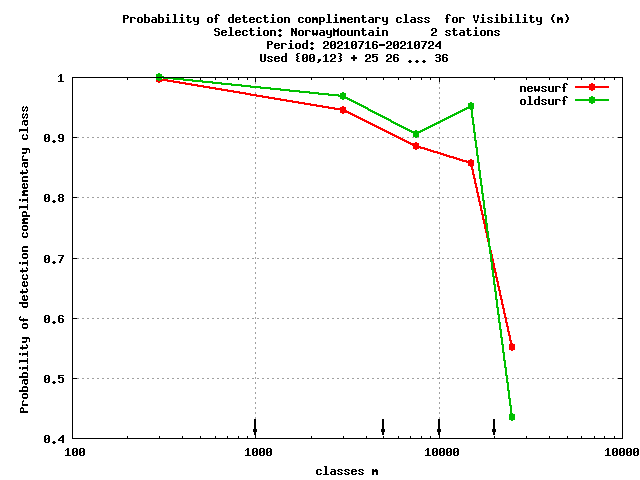 Probability of detection complimentary class  for Visibility (m)
Selection: NorwayMountain      2 stations
Period: 20210716-20210724
Used {00,12} + 25 26 ... 36
newsurf
oldsurf
Probability of detection complimentary class
1
0.9
0.8
0.7
0.6
0.5
0.4
100 1000 10000 10000
classes m